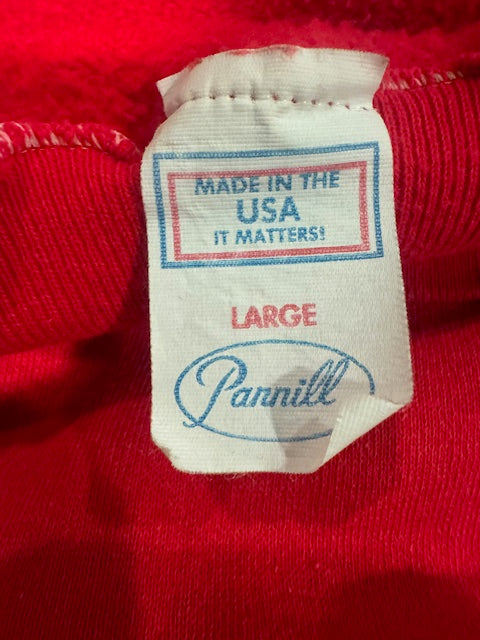 MADE IN THE
USA
IT MATTERS!
LARGE
Pannill